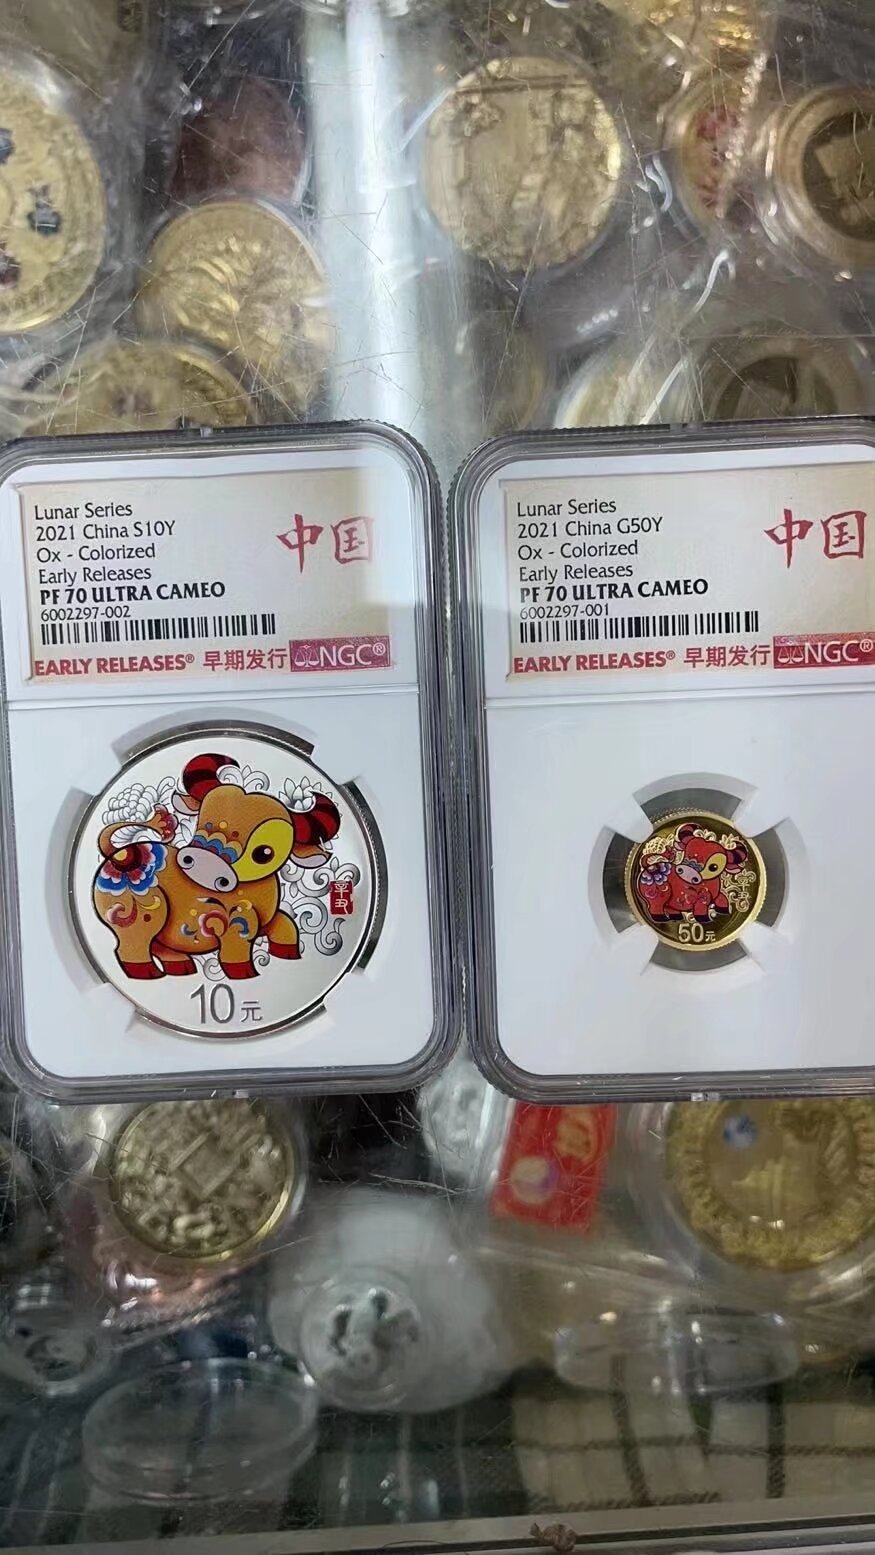 Lunar Series
2021 China S10Y
Ox - Colorized
Early Releases
PF 70 ULTRA CAMEO
6002297-002
中国
EARLY RELEASES® 早期发行 NGC®
辛丑
10元
Lunar Series
2021 China G50Y
Ox - Colorized
Early Releases
PF 70 ULTRA CAMEO
6002297-001
中国
EARLY RELEASES® 早期发行 NGC®
辛丑
50元